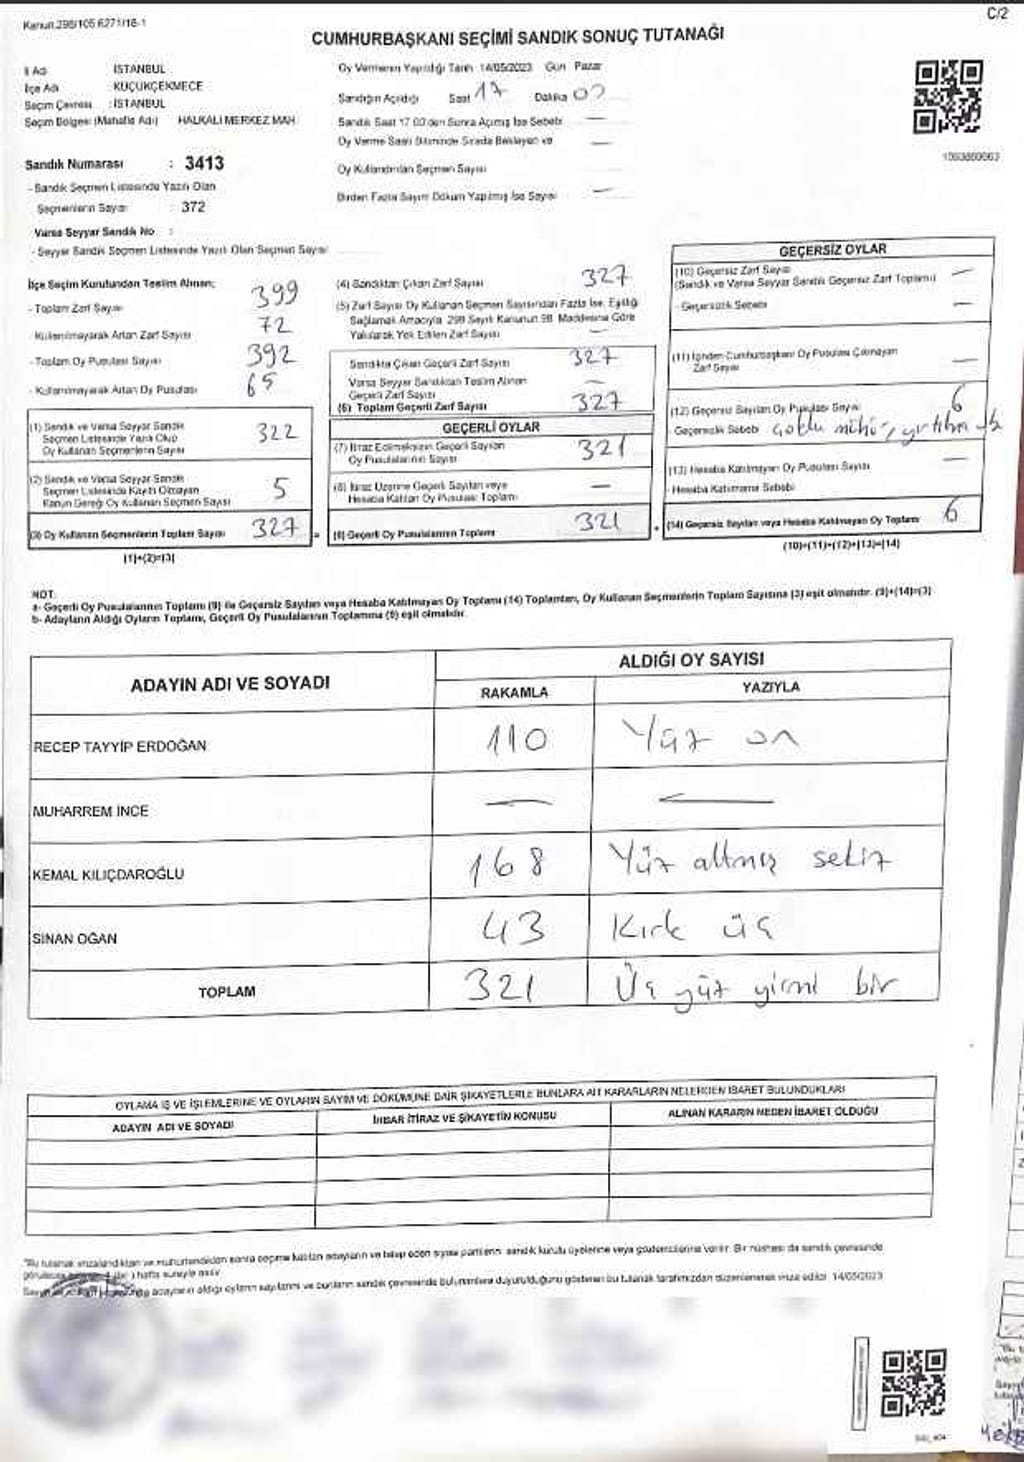 Kanun.298/105.6271/18-1
C/2
CUMHURBAŞKANI SEÇİMİ SANDIK SONUÇ TUTANAĞI
İl Adı İSTANBUL
İlçe Adı KÜÇÜKÇEKMECE
Seçim Çevresi : İSTANBUL
Seçim Bölgesi (Mahalle Adı) HALKALI MERKEZ MAH
Oy Vermenin Yapıldığı Tarih 14/05/2023 Gün Pazar
Sandığın Açıldığı Saat 17 Dakika 00
Sandık Saat 17 00'den Sonra Açılmış İse Sebebi —
Oy Verme Saati Bitiminde Sırada Bekleyen ve —
Oy Kullandırılan Seçmen Sayısı
Birden Fazla Sayım Döküm Yapılmış İse Sayısı —
Sandık Numarası : 3413
- Sandık Seçmen Listesinde Yazılı Olan
Seçmenlerin Sayısı : 372
Varsa Seyyar Sandık No :
- Seyyar Sandık Seçmen Listesinde Yazılı Olan Seçmen Sayısı
İlçe Seçim Kurulundan Teslim Alınan;
- Toplam Zarf Sayısı 399
- Kullanılmayarak Artan Zarf Sayısı 72
- Toplam Oy Pusulası Sayısı 392
- Kullanılmayarak Artan Oy Pusulası 65
(1) Sandık ve Varsa Seyyar Sandık
Seçmen Listesinde Yazılı Olup
Oy Kullanan Seçmenlerin Sayısı 322
(2) Sandık ve Varsa Seyyar Sandık
Seçmen Listesinde Kayıtlı Olmayan
Kanun Gereği Oy Kullanan Seçmen Sayısı 5
(3) Oy Kullanan Seçmenlerin Toplam Sayısı 327
(1)+(2)=(3)
(4) Sandıktan Çıkan Zarf Sayısı 327
(5) Zarf Sayısı Oy Kullanan Seçmen Sayısından Fazla İse, Eşitliği
Sağlamak Amacıyla, 298 Sayılı Kanunun 98. Maddesine Göre
Yakılarak Yok Edilen Zarf Sayısı —
Sandıkta Çıkan Geçerli Zarf Sayısı 327
Varsa Seyyar Sandıktan Teslim Alınan
Geçerli Zarf Sayısı —
(6) Toplam Geçerli Zarf Sayısı 327
GEÇERLİ OYLAR
(7) İtiraz Edilmeksizin Geçerli Sayılan
Oy Pusulalarının Sayısı 321
(8) İtiraz Üzerine Geçerli Sayılan veya
Hesaba Katılan Oy Pusulası Toplamı —
(9) Geçerli Oy Pusulalarının Toplamı 321
GEÇERSİZ OYLAR
(10) Geçersiz Zarf Sayısı
(Sandık ve Varsa Seyyar Sandık Geçersiz Zarf Toplamı) —
- Geçersizlik Sebebi —
(11) İçinden Cumhurbaşkanı Oy Pusulası Çıkmayan
Zarf Sayısı —
(12) Geçersiz Sayılan Oy Pusulası Sayısı 6
- Geçersizlik Sebebi Çoklu mühür, yırtılma
(13) Hesaba Katılmayan Oy Pusulası Sayısı —
- Hesaba Katılmama Sebebi
(14) Geçersiz Sayılan veya Hesaba Katılmayan Oy Toplamı 6
(10)+(11)+(12)+(13)=(14)
NOT:
a- Geçerli Oy Pusulalarının Toplamı (9) ile Geçersiz Sayılan veya Hesaba Katılmayan Oy Toplamı (14) Toplamları, Oy Kullanan Seçmenlerin Toplam Sayısına (3) eşit olmalıdır. (9)+(14)=(3)
b- Adayların Aldığı Oyların Toplamı, Geçerli Oy Pusulalarının Toplamına (9) eşit olmalıdır.
ADAYIN ADI VE SOYADI ALDIĞI OY SAYISI
RAKAMLA YAZIYLA
RECEP TAYYİP ERDOĞAN 110 Yüz on
MUHARREM İNCE — —
KEMAL KILIÇDAROĞLU 168 Yüz altmış sekiz
SİNAN OĞAN 43 Kırk üç
TOPLAM 321 Üç yüz yirmi bir
OYLAMA İŞ VE İŞLEMLERİNE VE OYLARIN SAYIM VE DÖKÜMÜNE DAİR ŞİKAYETLERLE BUNLARA AİT KARARLARIN NELERDEN İBARET BULUNDUKLARI
ADAYIN ADI VE SOYADI İHBAR İTİRAZ VE ŞİKAYETİN KONUSU ALINAN KARARIN NEDEN İBARET OLDUĞU
*Bu tutanak imzalandıktan ve mühürlendikten sonra seçime katılan adayların ve talep eden siyasi partilerin sandık kurulu üyelerine veya gözlemcilerine verilir. Bir nüshası da sandık çevresinde
hafta süreyle asılır
adayların aldığı oyların sayılarını ve bunların sandık çevresinde bulunanlara duyurulduğunu gösteren bu tutanak tarafımızdan düzenlenerek imza edildi 14/05/2023